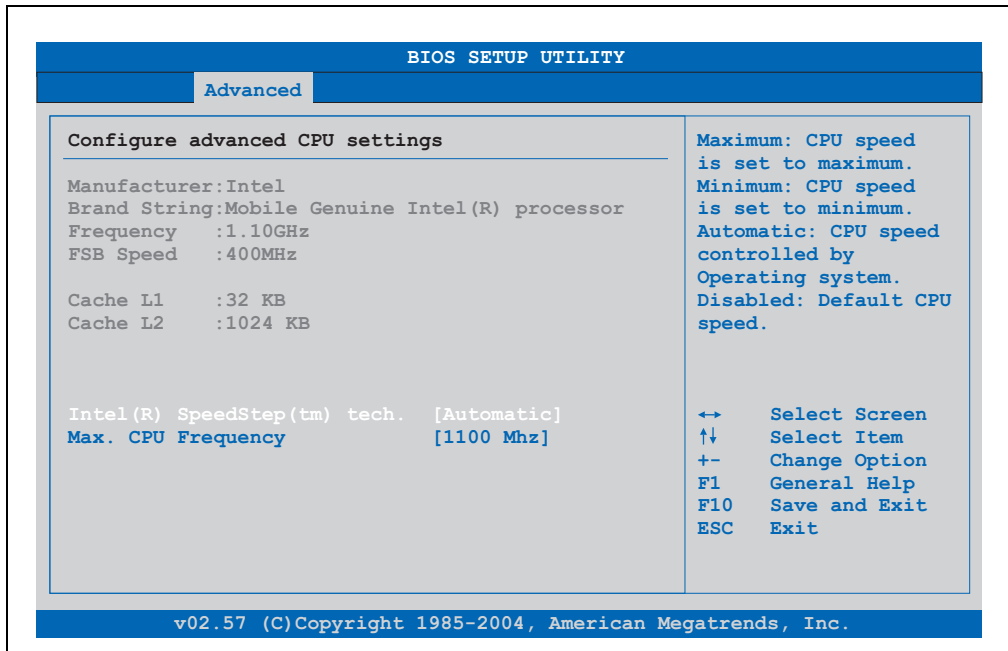 BIOS SETUP UTILITY
Advanced
Configure advanced CPU settings
Manufacturer:Intel
Brand String:Mobile Genuine Intel(R) processor
Frequency :1.10GHz
FSB Speed :400MHz
Cache L1 :32 KB
Cache L2 :1024 KB
Intel(R) SpeedStep(tm) tech. [Automatic]
Max. CPU Frequency [1100 Mhz]
Maximum: CPU speed
is set to maximum.
Minimum: CPU speed
is set to minimum.
Automatic: CPU speed
controlled by
Operating system.
Disabled: Default CPU
speed.
←→ Select Screen
↑↓ Select Item
+- Change Option
F1 General Help
F10 Save and Exit
ESC Exit
v02.57 (C)Copyright 1985-2004, American Megatrends, Inc.